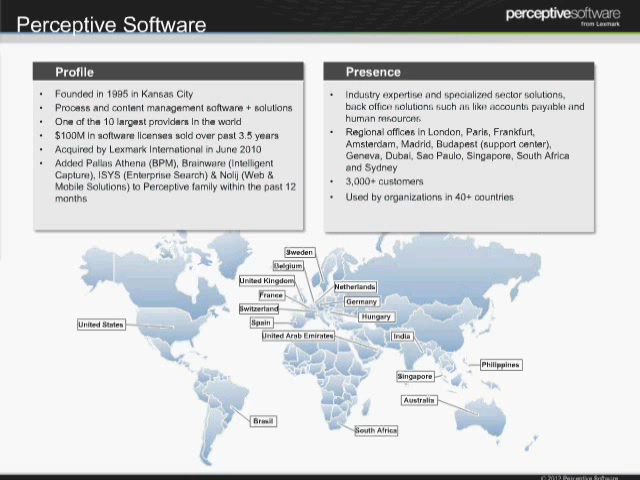 Perceptive Software
perceptivesoftware
from Lexmark
Profile
• Founded in 1995 in Kansas City
• Process and content management software + solutions
• One of the 10 largest providers in the world
• $100M in software licenses sold over past 3.5 years
• Acquired by Lexmark International in June 2010
• Added Pallas Athena (BPM), Brainware (Intelligent
Capture), ISYS (Enterprise Search) & Nolij (Web &
Mobile Solutions) to Perceptive family within the past 12
months
Presence
• Industry expertise and specialized sector solutions,
back office solutions such as like accounts payable and
human resources
• Regional offices in London, Paris, Frankfurt,
Amsterdam, Madrid, Budapest (support center),
Geneva, Dubai, Sao Paulo, Singapore, South Africa
and Sydney
• 3,000+ customers
• Used by organizations in 40+ countries
Sweden
Belgium
United Kingdom
Netherlands
France
Germany
Switzerland
Hungary
Spain
United States
United Arab Emirates
India
Philippines
Singapore
Australia
Brasil
South Africa
© 2012 Perceptive Software